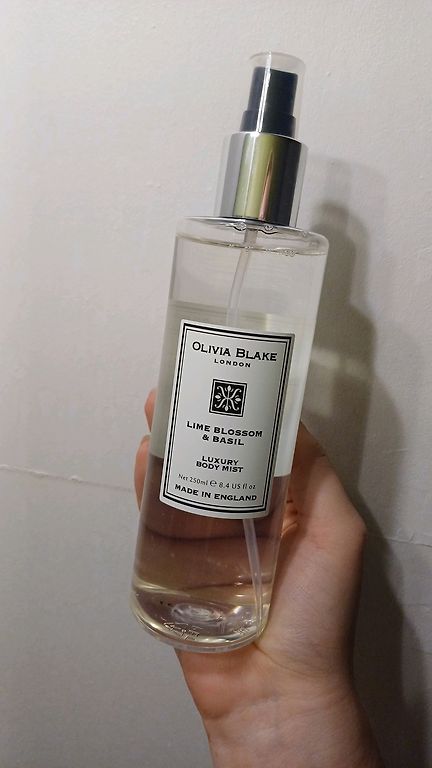 OLIVIA BLAKE
LONDON
LIME BLOSSOM
& BASIL
LUXURY
BODY MIST
Net 250ml ℮ 8.4 US fl oz
MADE IN ENGLAND